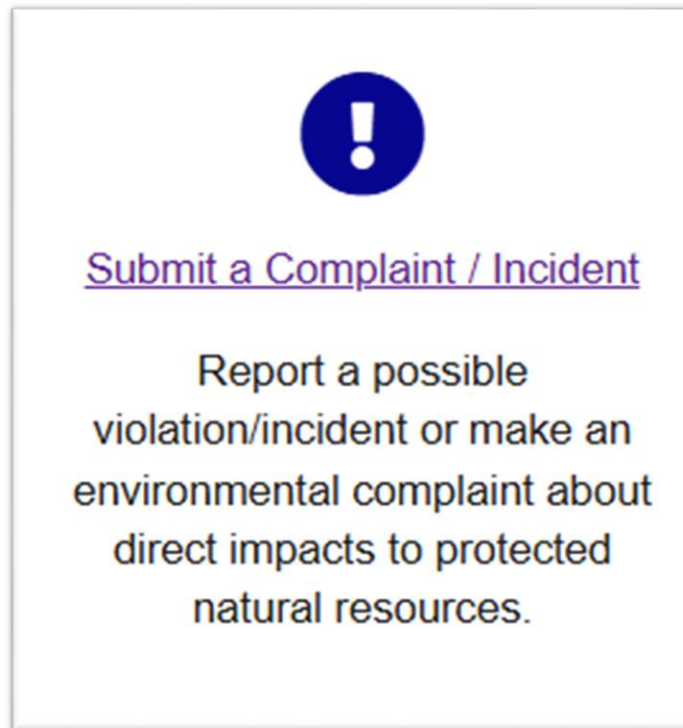 Submit a Complaint / Incident
Report a possible
violation/incident or make an
environmental complaint about
direct impacts to protected
natural resources.